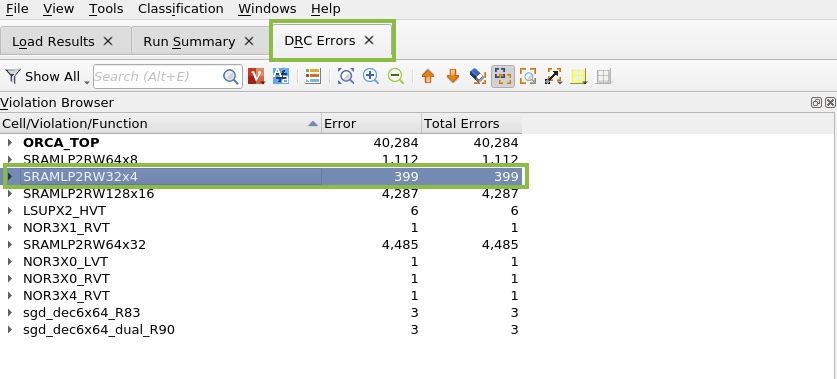 File View Tools Classification Windows Help
Load Results Run Summary DRC Errors
Show All Search (Alt+E)
Violation Browser
Cell/Violation/Function Error Total Errors
ORCA_TOP 40,284 40,284
SRAMLP2RW64x8 1,112 1,112
SRAMLP2RW32x4 399 399
SRAMLP2RW128x16 4,287 4,287
LSUPX2_HVT 6 6
NOR3X1_RVT 1 1
SRAMLP2RW64x32 4,485 4,485
NOR3X0_LVT 1 1
NOR3X0_RVT 1 1
NOR3X4_RVT 1 1
sgd_dec6x64_R83 3 3
sgd_dec6x64_dual_R90 3 3